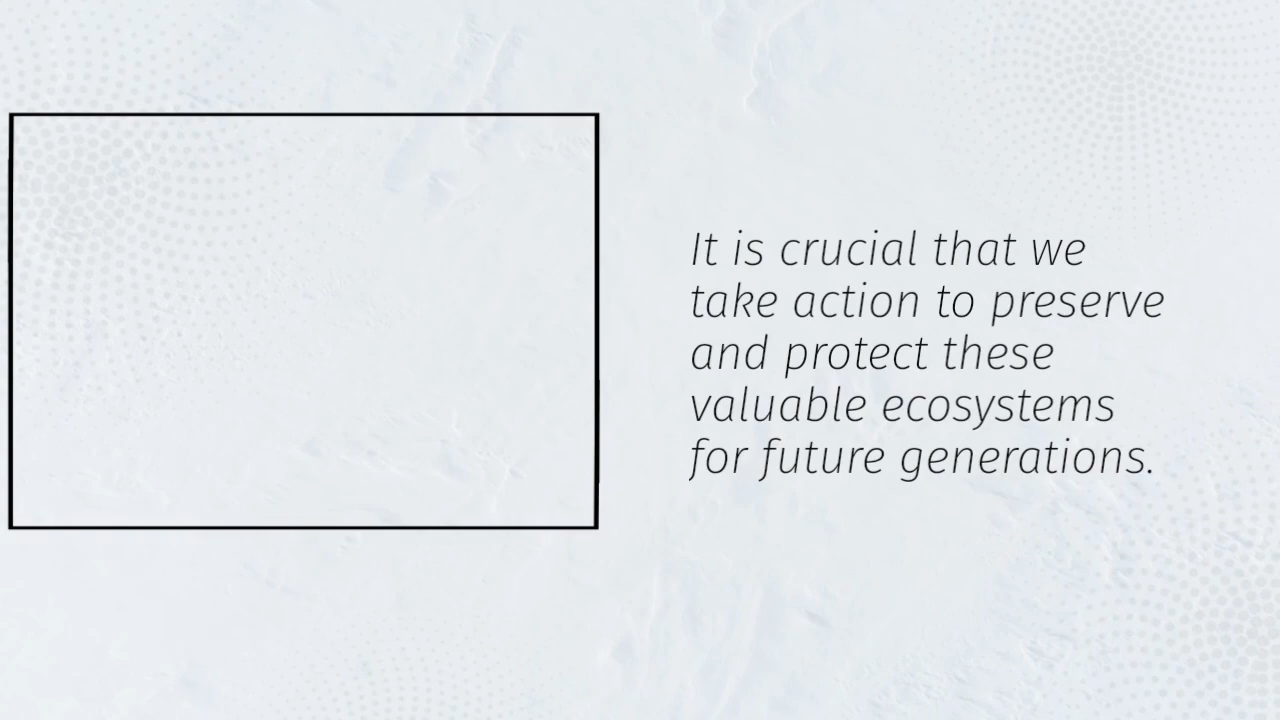 It is crucial that we
take action to preserve
and protect these
valuable ecosystems
for future generations.